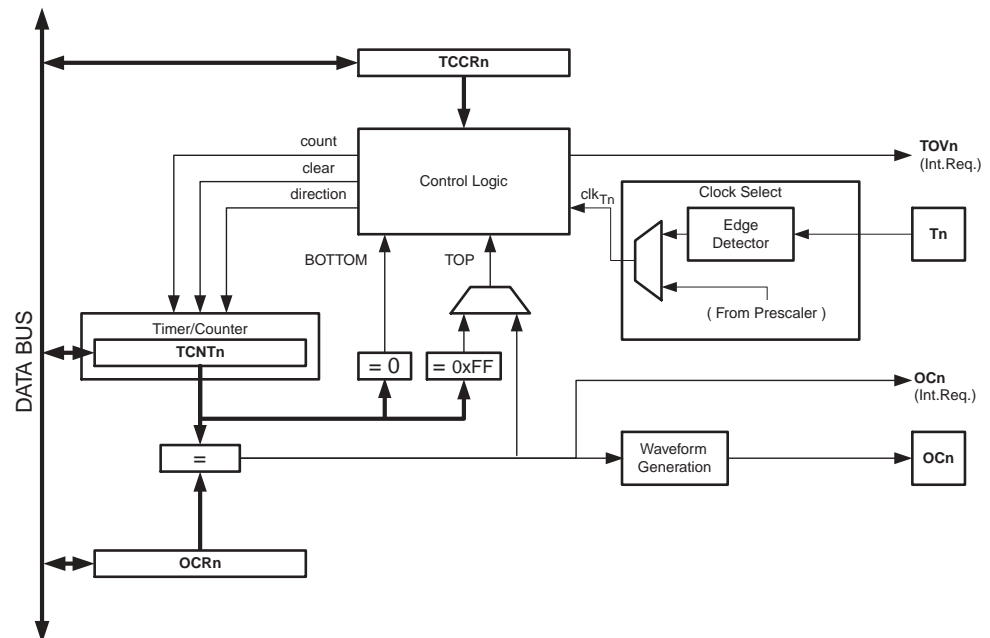 TCCRn
count
clear
direction
Control Logic
TOVn
(Int.Req.)
clkTn
Clock Select
Edge
Detector
Tn
BOTTOM
TOP
( From Prescaler )
Timer/Counter
TCNTn
= 0
= 0xFF
OCn
(Int.Req.)
=
Waveform
Generation
OCn
OCRn
DATA BUS